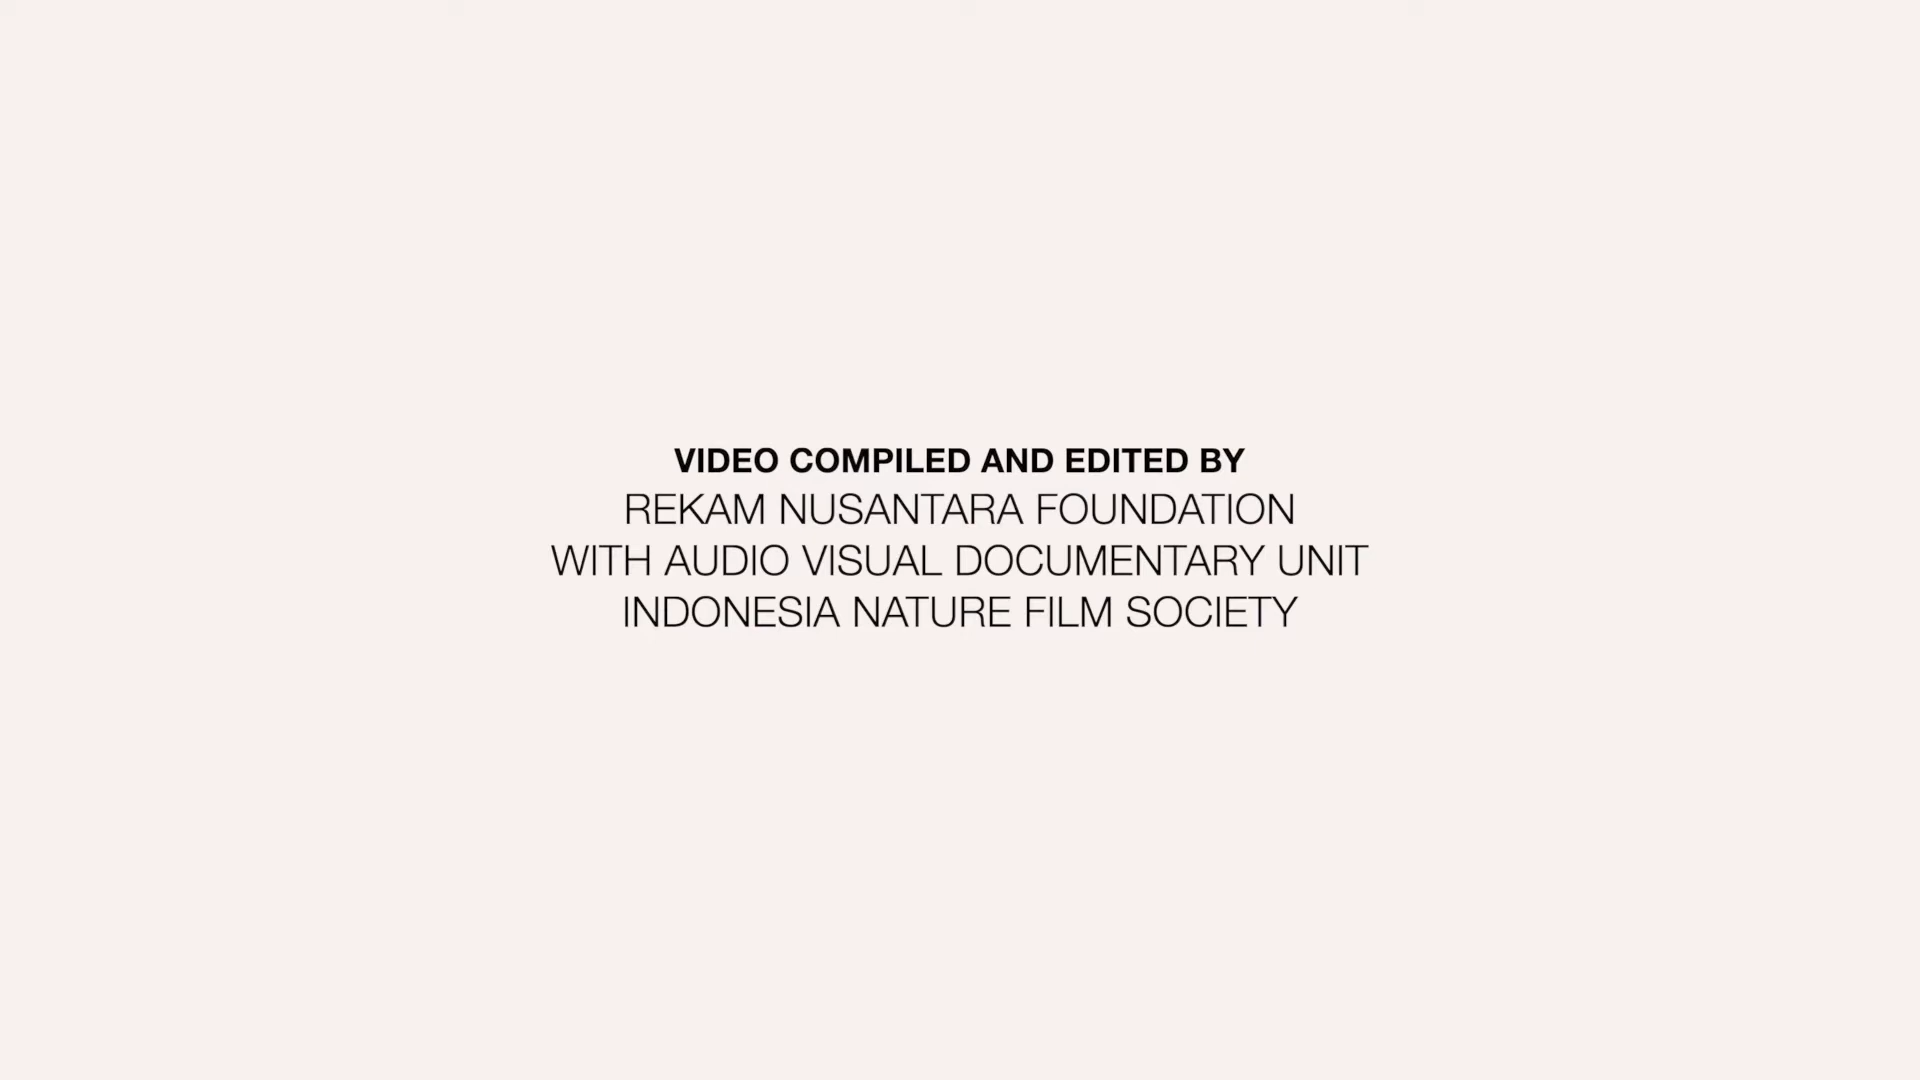 VIDEO COMPILED AND EDITED BY
REKAM NUSANTARA FOUNDATION
WITH AUDIO VISUAL DOCUMENTARY UNIT
INDONESIA NATURE FILM SOCIETY